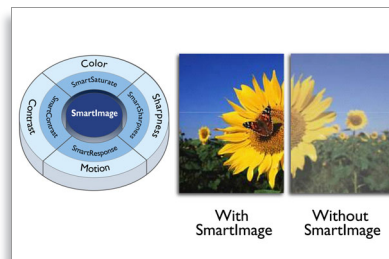 Color
SmartSaturate
Contrast
SmartContrast
SmartImage
SmartSharpness
Sharpness
SmartResponse
Motion
With
SmartImage
Without
SmartImage